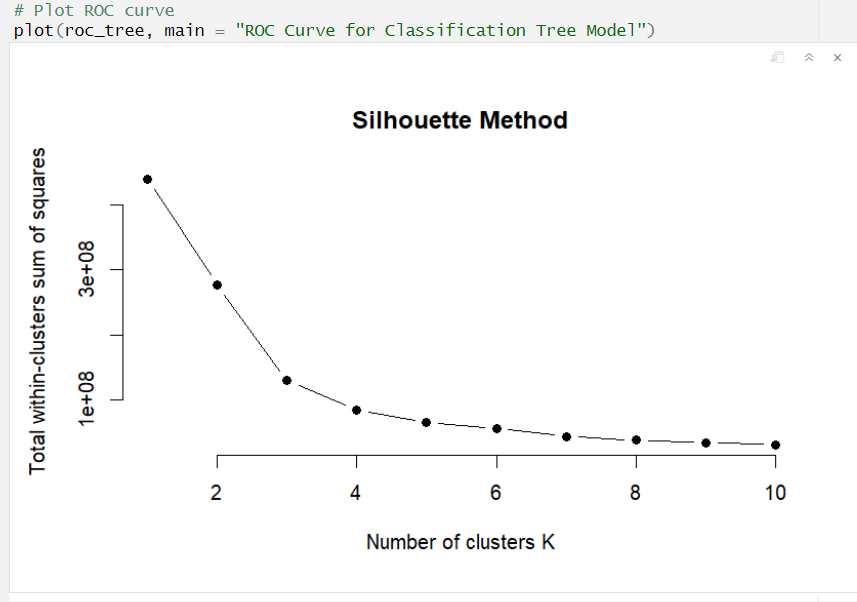 # Plot ROC curve
plot(roc_tree, main = "ROC Curve for Classification Tree Model")
Silhouette Method
Total within-clusters sum of squares
3e+08
1e+08
2 4 6 8 10
Number of clusters K